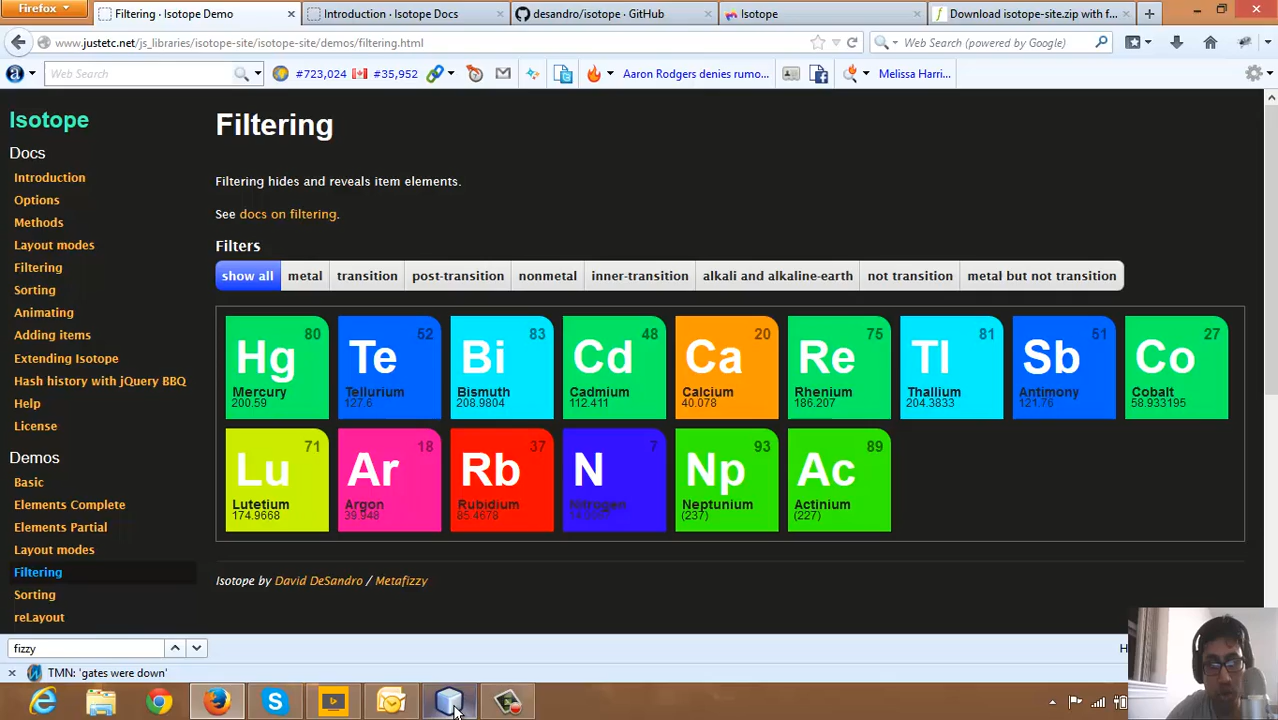 Firefox
Filtering · Isotope Demo
Introduction · Isotope Docs
desandro/isotope · GitHub
Isotope
Download isotope-site.zip with f...
www.justetc.net/js_libraries/isotope-site/isotope-site/demos/filtering.html
Web Search (powered by Google)
Web Search
#723,024
#35,952
Aaron Rodgers denies rumo...
Melissa Harri...
Isotope
Docs
Introduction
Options
Methods
Layout modes
Filtering
Sorting
Animating
Adding items
Extending Isotope
Hash history with jQuery BBQ
Help
License
Demos
Basic
Elements Complete
Elements Partial
Layout modes
Filtering
Sorting
reLayout
Filtering
Filtering hides and reveals item elements.
See docs on filtering.
Filters
show all metal transition post-transition nonmetal inner-transition alkali and alkaline-earth not transition metal but not transition
80
Hg
Mercury
200.59
52
Te
Tellurium
127.6
83
Bi
Bismuth
208.9804
48
Cd
Cadmium
112.411
20
Ca
Calcium
40.078
75
Re
Rhenium
186.207
81
Tl
Thallium
204.3833
51
Sb
Antimony
121.76
27
Co
Cobalt
58.933195
71
Lu
Lutetium
174.9668
18
Ar
Argon
39.948
37
Rb
Rubidium
85.4678
7
N
Nitrogen
93
Np
Neptunium
(237)
89
Ac
Actinium
(227)
Isotope by David DeSandro / Metafizzy
fizzy
H
TMN: 'gates were down'